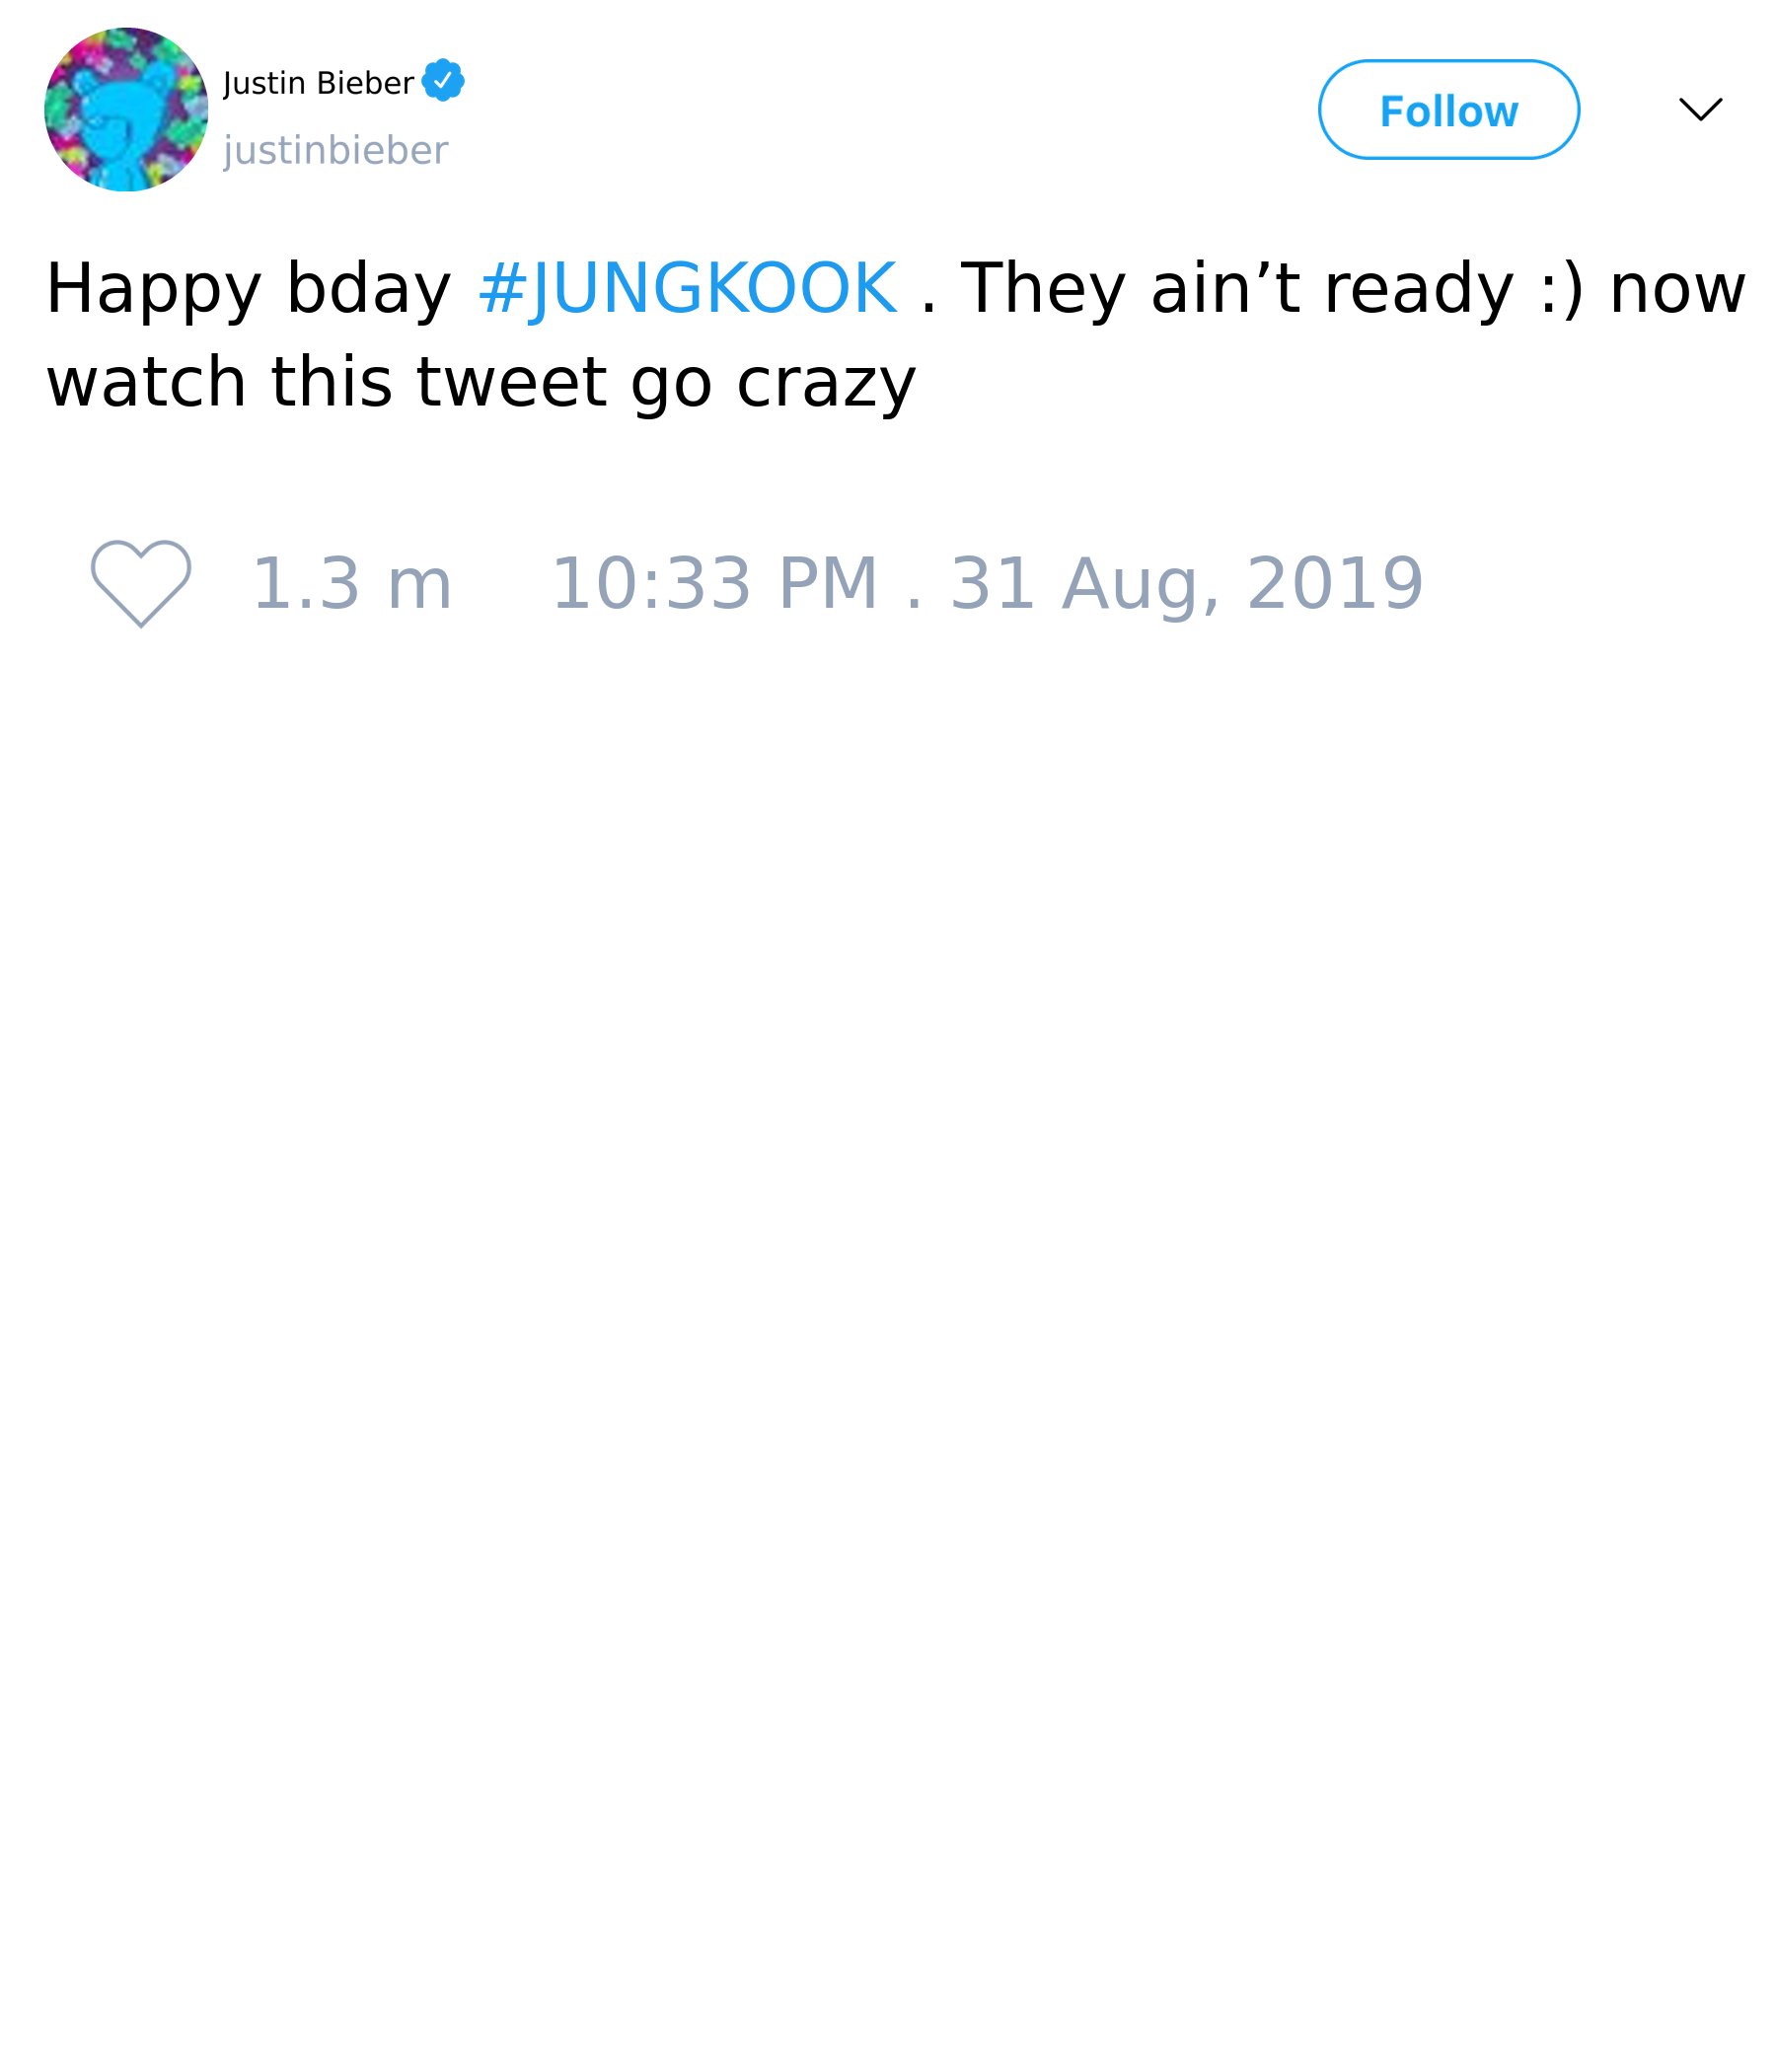 Justin Bieber
justinbieber
Follow
Happy bday #JUNGKOOK . They ain’t ready :) now
watch this tweet go crazy
1.3 m 10:33 PM . 31 Aug, 2019